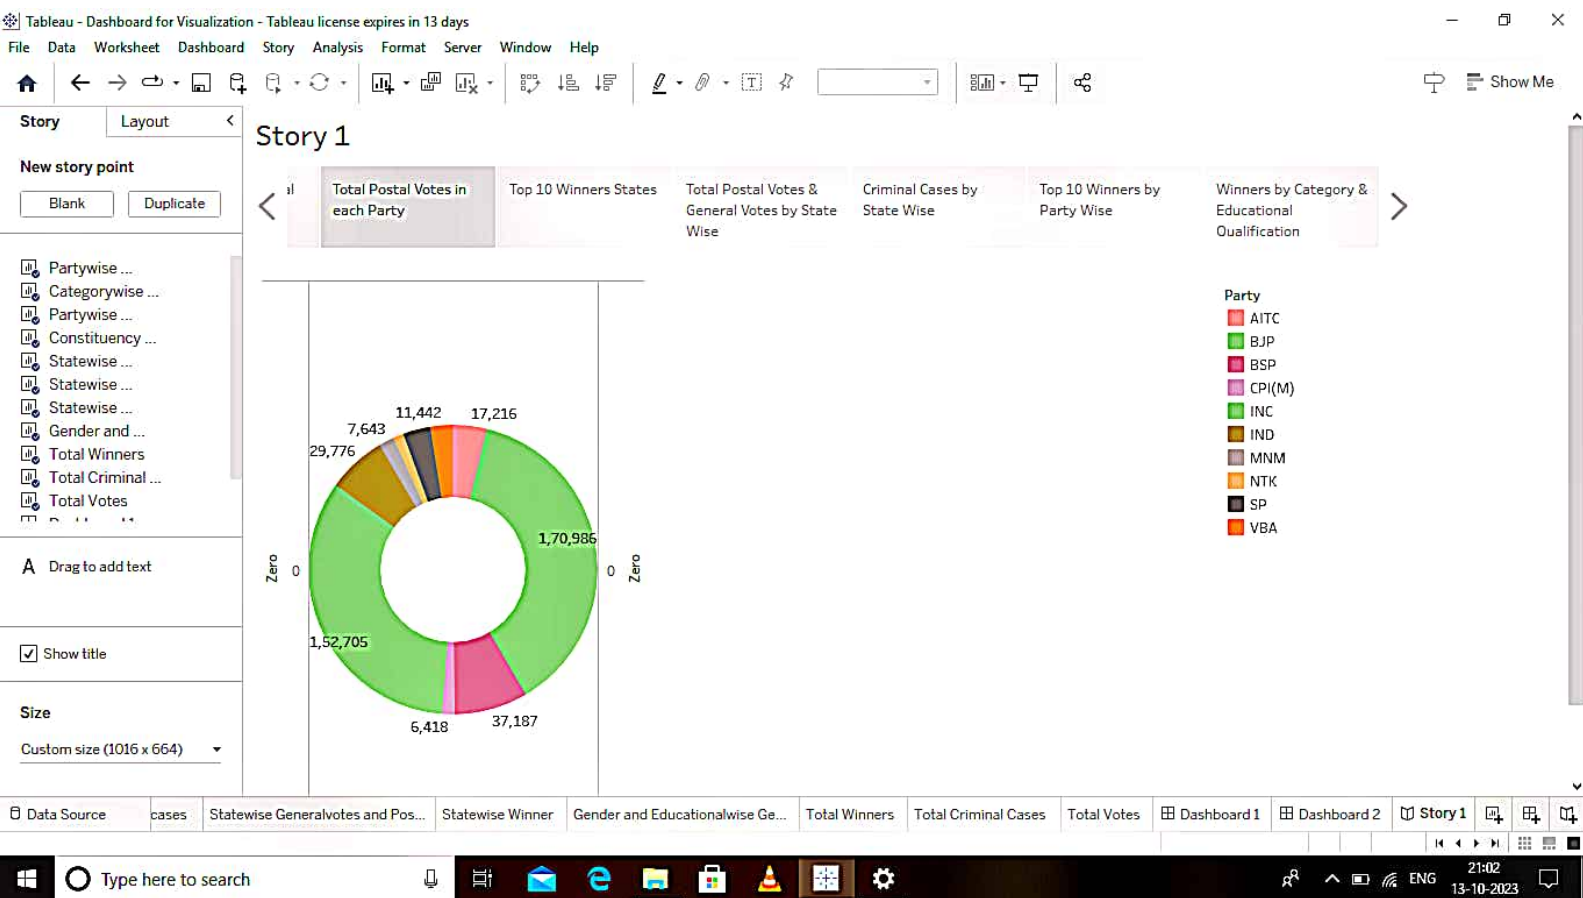 Tableau - Dashboard for Visualization - Tableau license expires in 13 days
File Data Worksheet Dashboard Story Analysis Format Server Window Help
Show Me
Story Layout
New story point
Blank Duplicate
Partywise ...
Categorywise ...
Partywise ...
Constituency ...
Statewise ...
Statewise ...
Statewise ...
Gender and ...
Total Winners
Total Criminal ...
Total Votes
A Drag to add text
Show title
Size
Custom size (1016 x 664)
Story 1
al
Total Postal Votes in
each Party
Top 10 Winners States
Total Postal Votes &
General Votes by State
Wise
Criminal Cases by
State Wise
Top 10 Winners by
Party Wise
Winners by Category &
Educational
Qualification
11,442 17,216
7,643
29,776
1,70,986
Zero 0 0 Zero
1,52,705
6,418 37,187
Party
AITC
BJP
BSP
CPI(M)
INC
IND
MNM
NTK
SP
VBA
Data Source cases Statewise Generalvotes and Pos... Statewise Winner Gender and Educationalwise Ge... Total Winners Total Criminal Cases Total Votes Dashboard 1 Dashboard 2 Story 1
Type here to search
ENG
21:02
13-10-2023